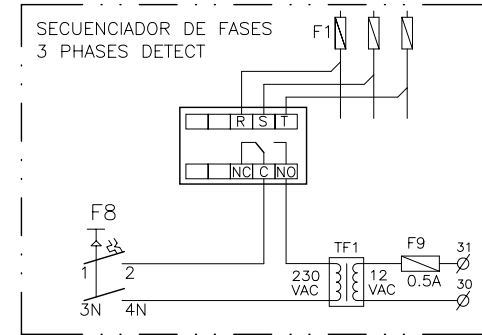 SECUENCIADOR DE FASES
3 PHASES DETECT
F1
R S T
NC C NO
F8
1 2
3N 4N
TF1
230
VAC
12
VAC
F9
0.5A
31
30